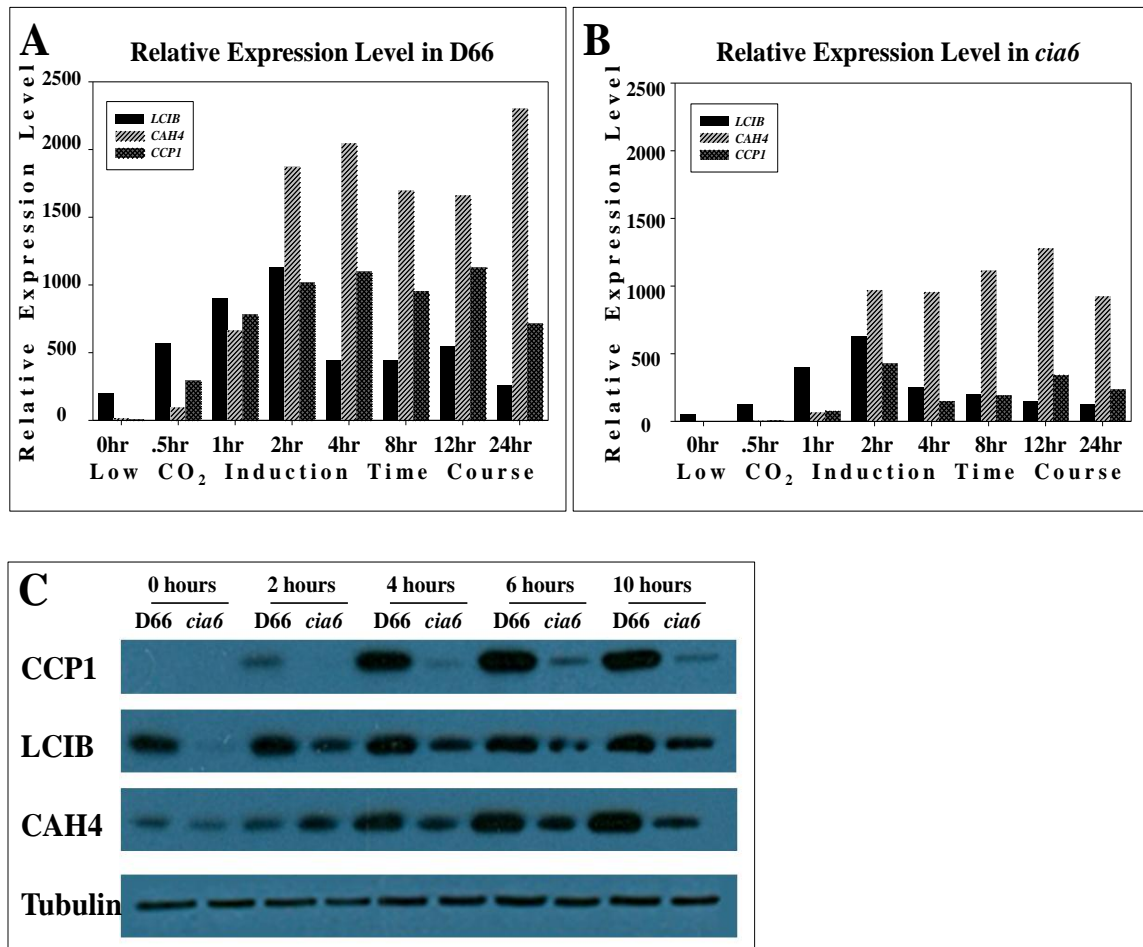 A
Relative Expression Level in D66
Relative Expression Level
2500
2000
1500
1000
500
0
LCIB
CAH4
CCP1
0hr .5hr 1hr 2hr 4hr 8hr 12hr 24hr
Low CO2 Induction Time Course
B
Relative Expression Level in cia6
Relative Expression Level
2500
2000
1500
1000
500
0
LCIB
CAH4
CCP1
0hr .5hr 1hr 2hr 4hr 8hr 12hr 24hr
Low CO2 Induction Time Course
C
0 hours 2 hours 4 hours 6 hours 10 hours
D66 cia6 D66 cia6 D66 cia6 D66 cia6 D66 cia6
CCP1
LCIB
CAH4
Tubulin